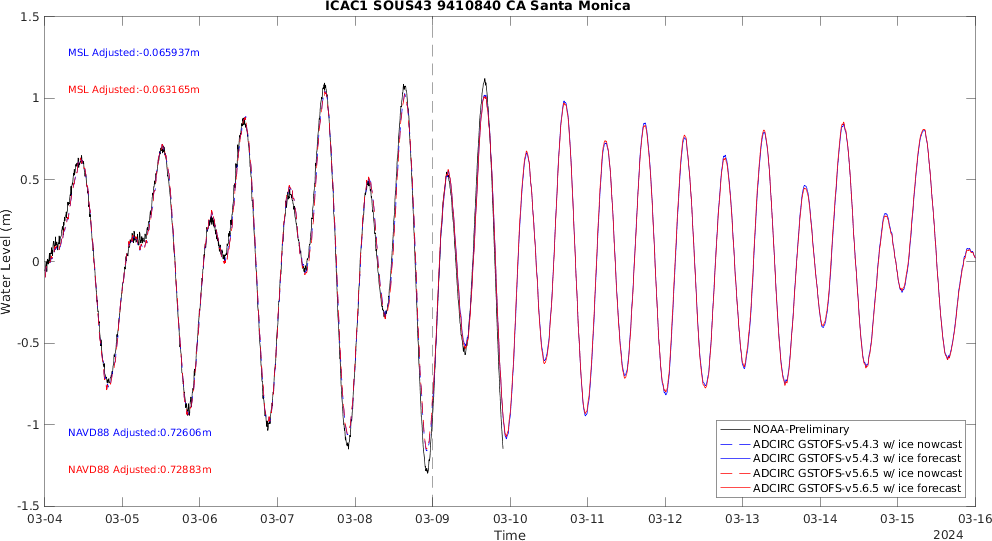 ICAC1 SOUS43 9410840 CA Santa Monica
1.5
1
0.5
0
-0.5
-1
-1.5
Water Level (m)
MSL Adjusted:-0.065937m
MSL Adjusted:-0.063165m
NAVD88 Adjusted:0.72606m
NAVD88 Adjusted:0.72883m
NOAA-Preliminary
ADCIRC GSTOFS-v5.4.3 w/ ice nowcast
ADCIRC GSTOFS-v5.4.3 w/ ice forecast
ADCIRC GSTOFS-v5.6.5 w/ ice nowcast
ADCIRC GSTOFS-v5.6.5 w/ ice forecast
03-04 03-05 03-06 03-07 03-08 03-09 03-10 03-11 03-12 03-13 03-14 03-15 03-16
Time
2024